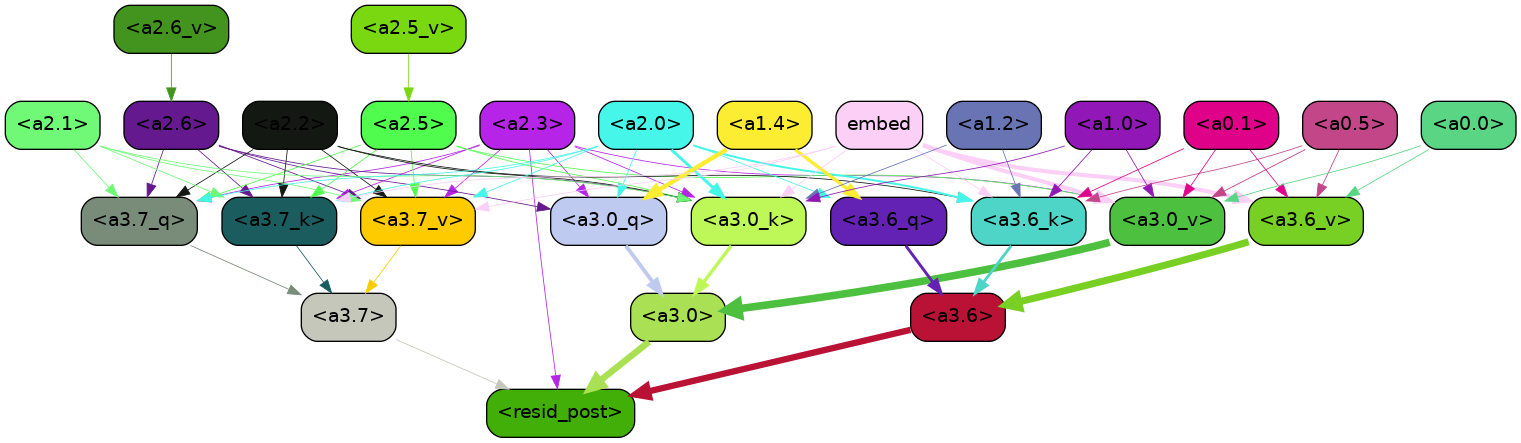 <a2.6_v> <a2.5_v>
<a2.1> <a2.6> <a2.2> <a2.5> <a2.3> <a2.0> <a1.4> embed <a1.2> <a1.0> <a0.1> <a0.5> <a0.0>
<a3.7_q> <a3.7_k> <a3.7_v> <a3.0_q> <a3.0_k> <a3.6_q> <a3.6_k> <a3.0_v> <a3.6_v>
<a3.7> <a3.0> <a3.6>
<resid_post>